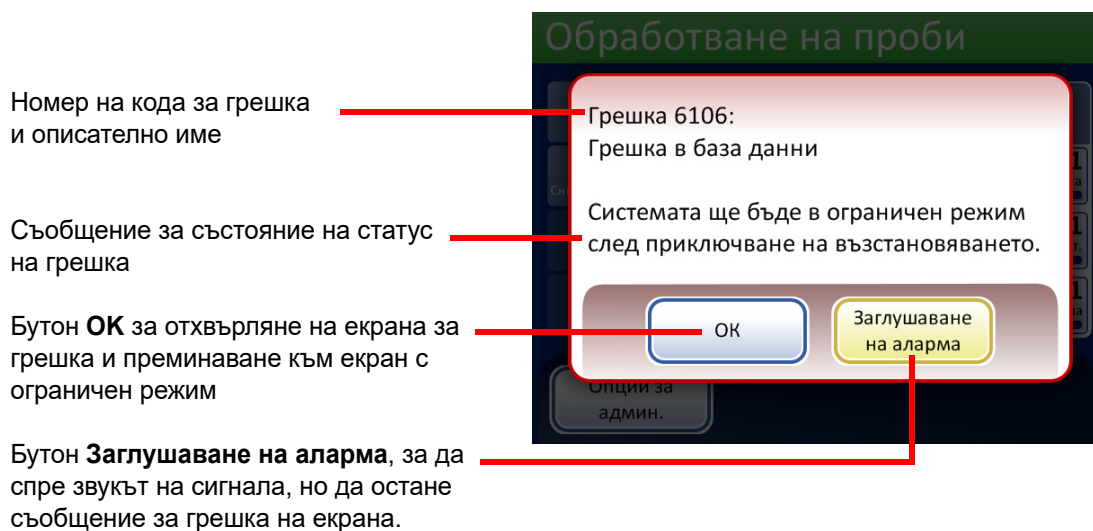 Обработване на проби
Номер на кода за грешка
и описателно име
Грешка 6106:
Грешка в база данни
Съобщение за състояние на статус
на грешка
Системата ще бъде в ограничен режим
след приключване на възстановяването.
Бутон OK за отхвърляне на екрана за
грешка и преминаване към екран с
ограничен режим
ОК
Заглушаване
на аларма
Опции за
админ.
Бутон Заглушаване на аларма, за да
спре звукът на сигнала, но да остане
съобщение за грешка на екрана.